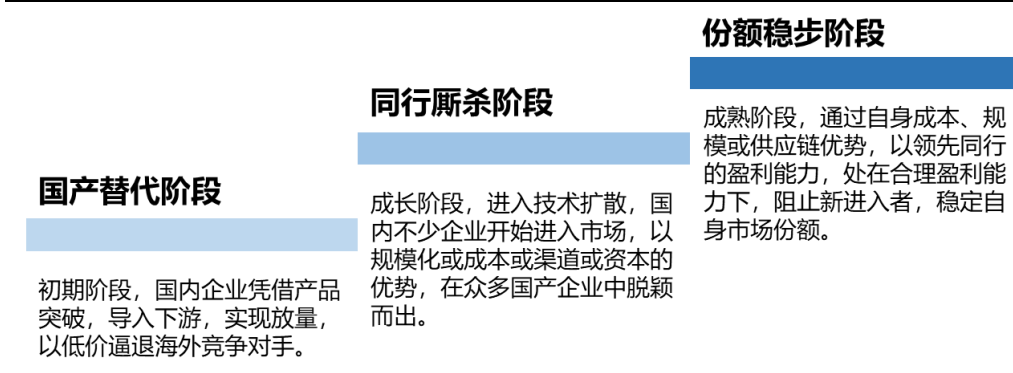 国产替代阶段
初期阶段，国内企业凭借产品
突破，导入下游，实现放量，
以低价逼退海外竞争对手。
同行厮杀阶段
成长阶段，进入技术扩散，国
内不少企业开始进入市场，以
规模化或成本或渠道或资本的
优势，在众多国产企业中脱颖
而出。
份额稳步阶段
成熟阶段，通过自身成本、规
模或供应链优势，以领先同行
的盈利能力，处在合理盈利能
力下，阻止新进入者，稳定自
身市场份额。